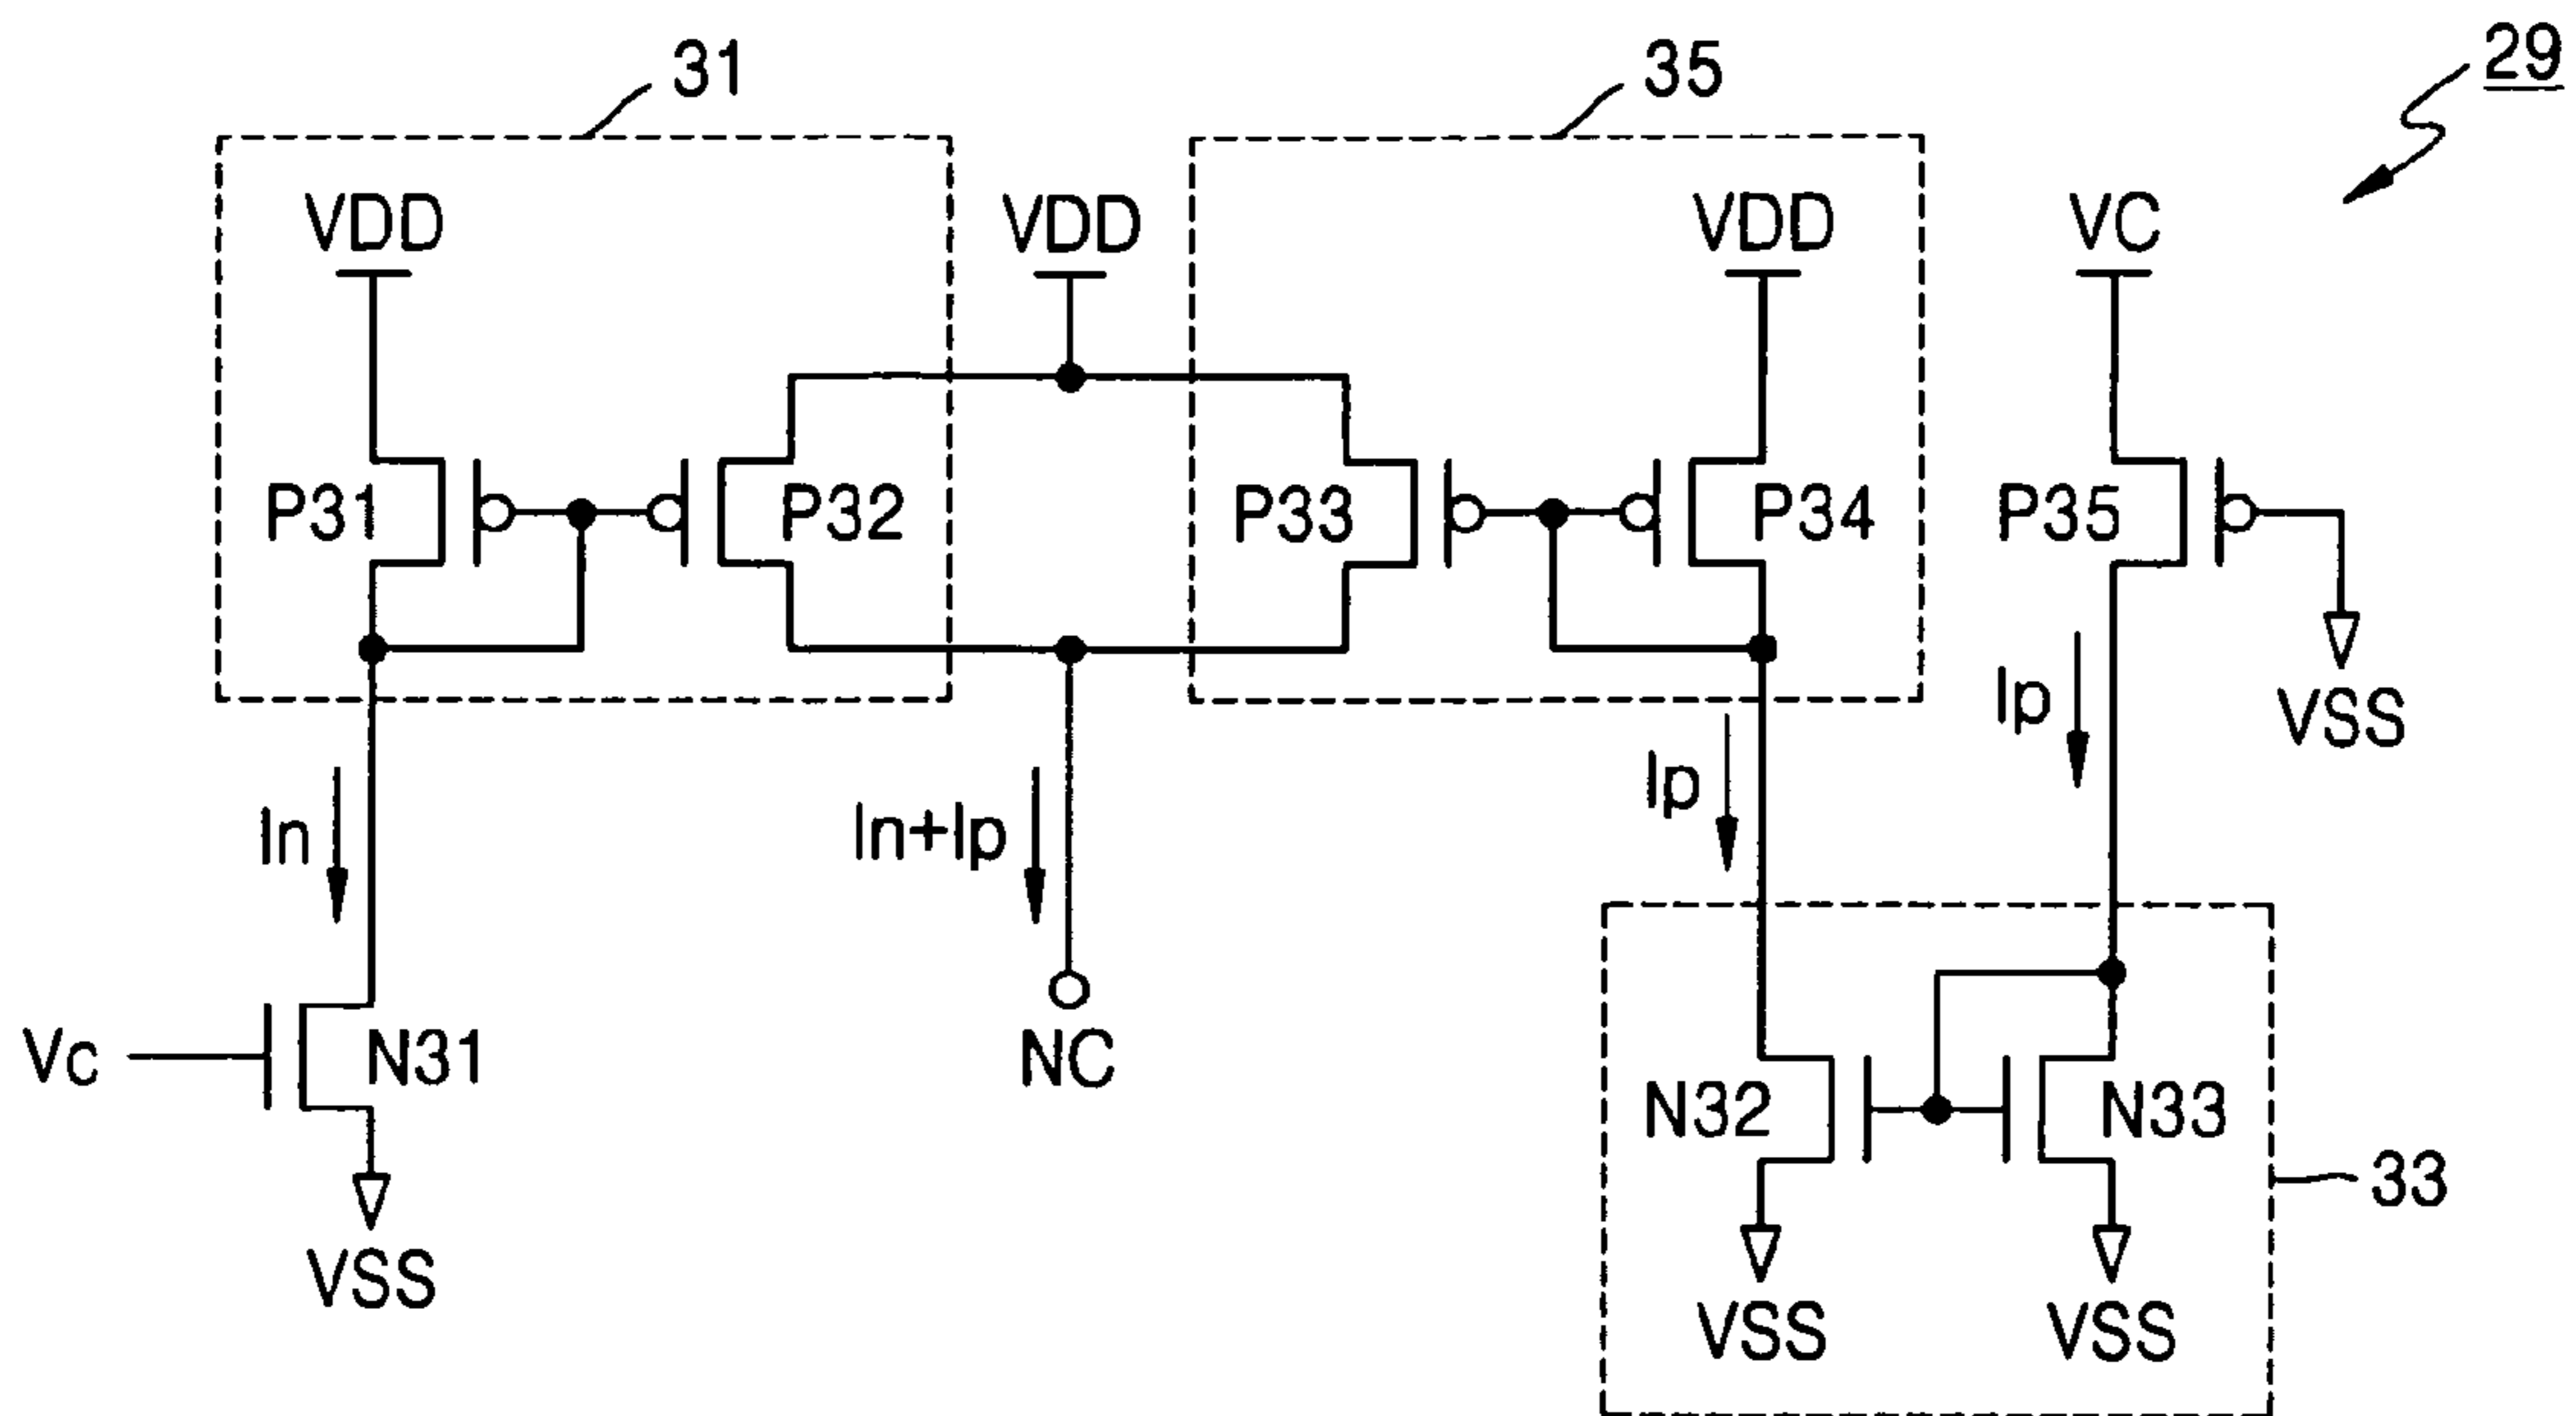 29
31
35
VDD
VDD
VDD
VC
P31
P32
P33
P34
P35
VSS
Ip
Ip
In
In+Ip
Vc
N31
NC
N32
N33
33
VSS
VSS
VSS